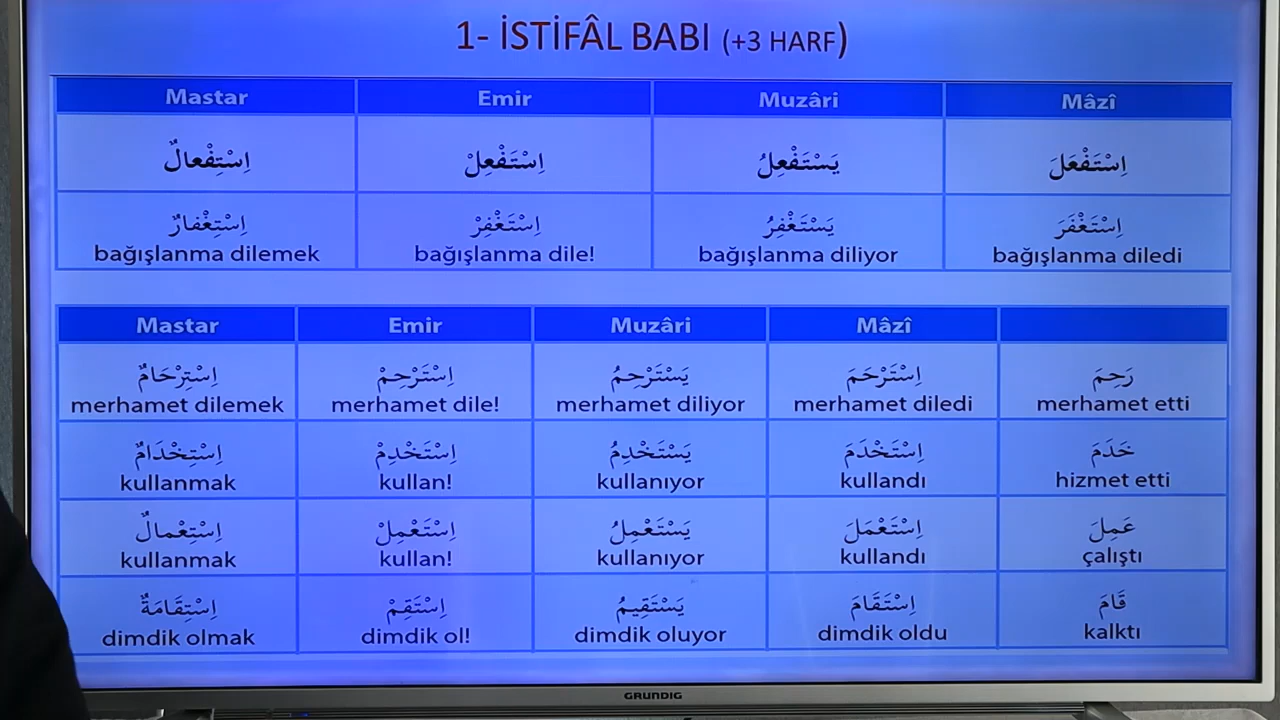 1- İSTİFÂL BABI (+3 HARF)
Mastar Emir Muzâri Mâzî
اِسْتِفْعالٌ اِسْتَفْعِلْ يَسْتَفْعِلُ اِسْتَفْعَلَ
اِسْتِغْفارٌ اِسْتَغْفِرْ يَسْتَغْفِرُ اِسْتَغْفَرَ
bağışlanma dilemek bağışlanma dile! bağışlanma diliyor bağışlanma diledi
Mastar Emir Muzâri Mâzî
اِسْتِرْحَامٌ اِسْتَرْحِمْ يَسْتَرْحِمُ اِسْتَرْحَمَ رَحِمَ
merhamet dilemek merhamet dile! merhamet diliyor merhamet diledi merhamet etti
اِسْتِخْدَامٌ اِسْتَخْدِمْ يَسْتَخْدِمُ اِسْتَخْدَمَ خَدَمَ
kullanmak kullan! kullanıyor kullandı hizmet etti
اِسْتِعْمالٌ اِسْتَعْمِلْ يَسْتَعْمِلُ اِسْتَعْمَلَ عَمِلَ
kullanmak kullan! kullanıyor kullandı çalıştı
اِسْتِقَامَةٌ اِسْتَقِمْ يَسْتَقِيمُ اِسْتَقَامَ قَامَ
dimdik olmak dimdik ol! dimdik oluyor dimdik oldu kalktı
GRUNDIG